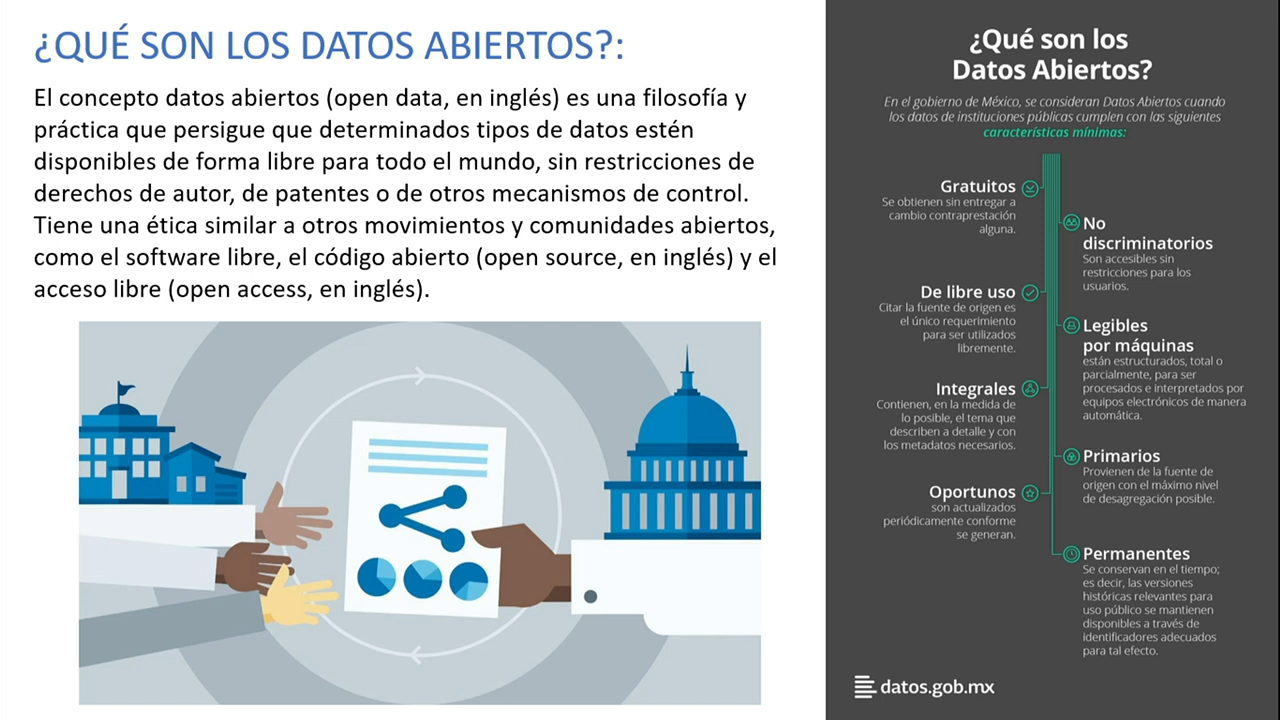 ¿QUÉ SON LOS DATOS ABIERTOS?:
El concepto datos abiertos (open data, en inglés) es una filosofía y
práctica que persigue que determinados tipos de datos estén
disponibles de forma libre para todo el mundo, sin restricciones de
derechos de autor, de patentes o de otros mecanismos de control.
Tiene una ética similar a otros movimientos y comunidades abiertos,
como el software libre, el código abierto (open source, en inglés) y el
acceso libre (open access, en inglés).
¿Qué son los
Datos Abiertos?
En el gobierno de México, se consideran Datos Abiertos cuando
los datos de instituciones públicas cumplen con las siguientes
características mínimas:
Gratuitos
Se obtienen sin entregar a
cambio contraprestación
alguna.
No
discriminatorios
Son accesibles sin
restricciones para los
usuarios.
De libre uso
Citar la fuente de origen es
el único requerimiento
para ser utilizados
libremente.
Legibles
por máquinas
están estructurados, total o
parcialmente, para ser
procesados e interpretados por
equipos electrónicos de manera
automática.
Integrales
Contienen, en la medida de
lo posible, el tema que
describen a detalle y con
los metadatos necesarios.
Primarios
Provienen de la fuente de
origen con el máximo nivel
de desagregación posible.
Oportunos
son actualizados
periódicamente conforme
se generan.
Permanentes
Se conservan en el tiempo;
es decir, las versiones
históricas relevantes para
uso público se mantienen
disponibles a través de
identificadores adecuados
para tal efecto.
datos.gob.mx